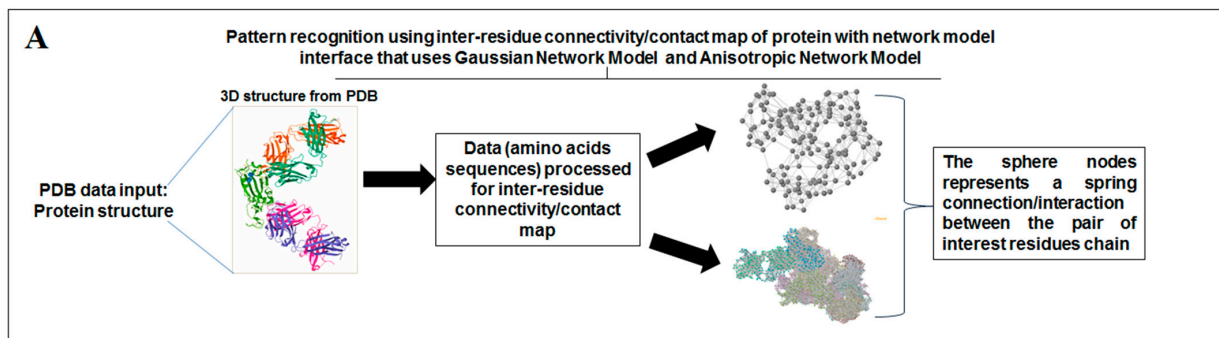 A
Pattern recognition using inter-residue connectivity/contact map of protein with network model
interface that uses Gaussian Network Model and Anisotropic Network Model
3D structure from PDB
PDB data input:
Protein structure
Data (amino acids
sequences) processed
for inter-residue
connectivity/contact
map
The sphere nodes
represents a spring
connection/interaction
between the pair of
interest residues chain